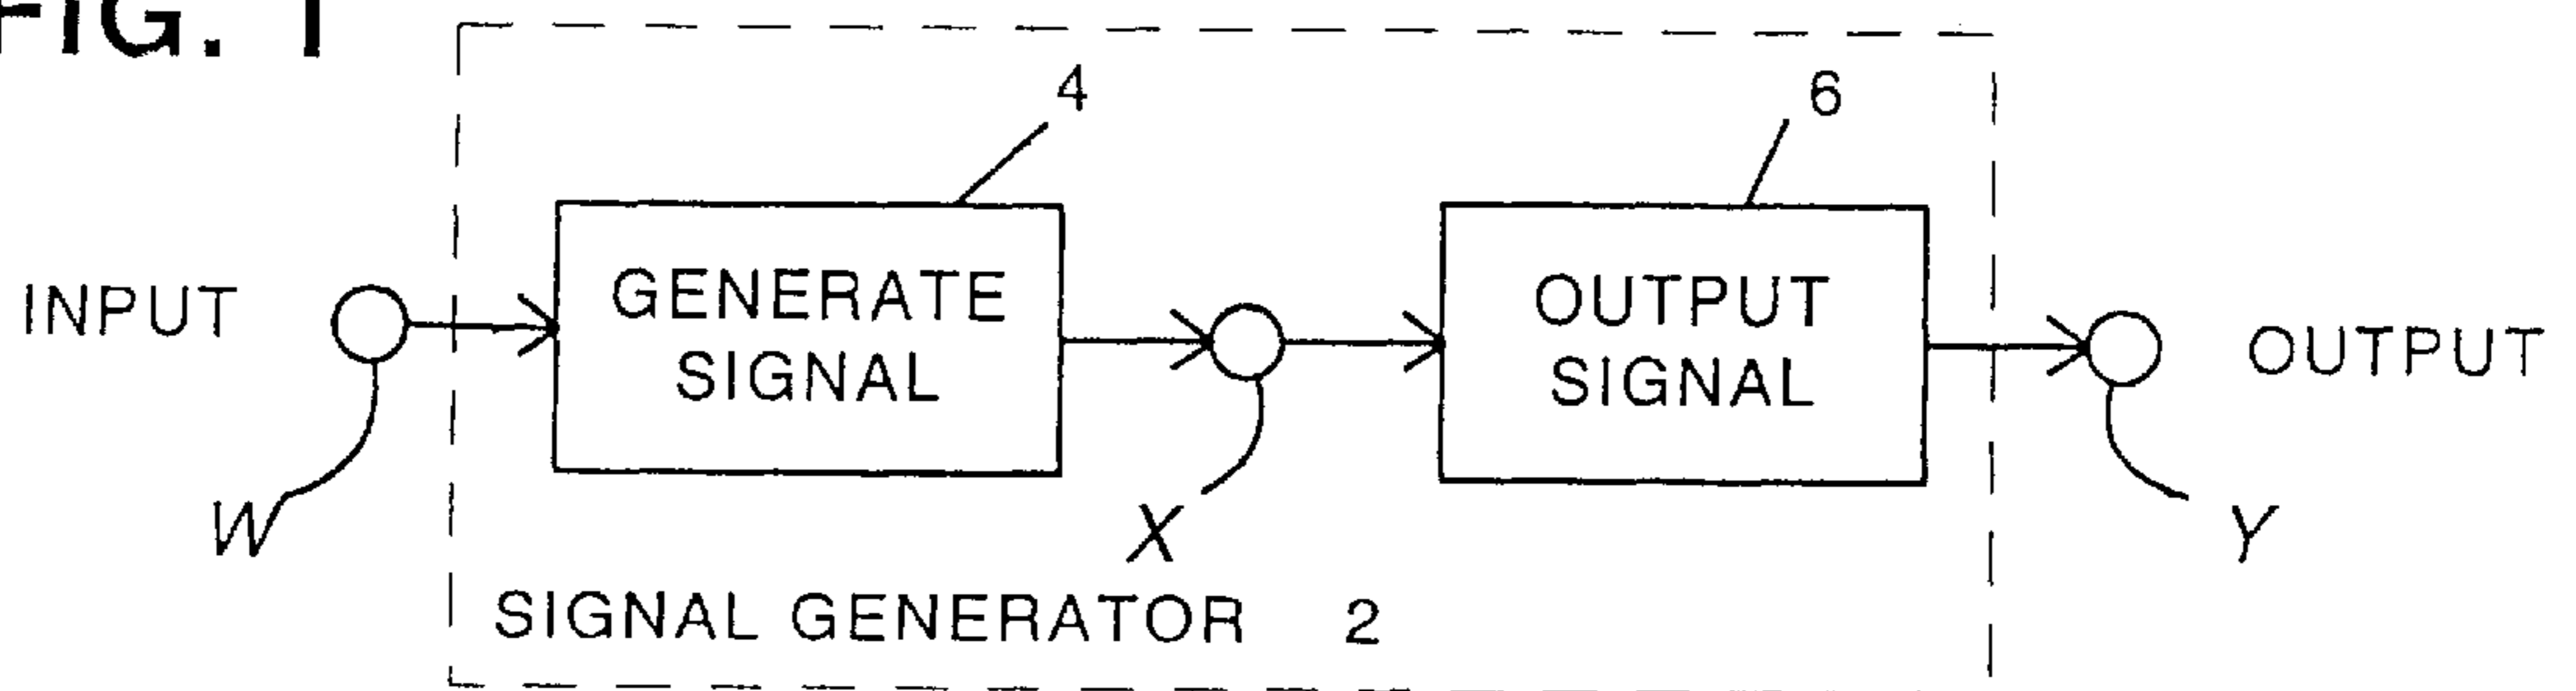 FIG. 1
4
6
INPUT
GENERATE
SIGNAL
OUTPUT
SIGNAL
OUTPUT
W
X
Y
SIGNAL GENERATOR 2